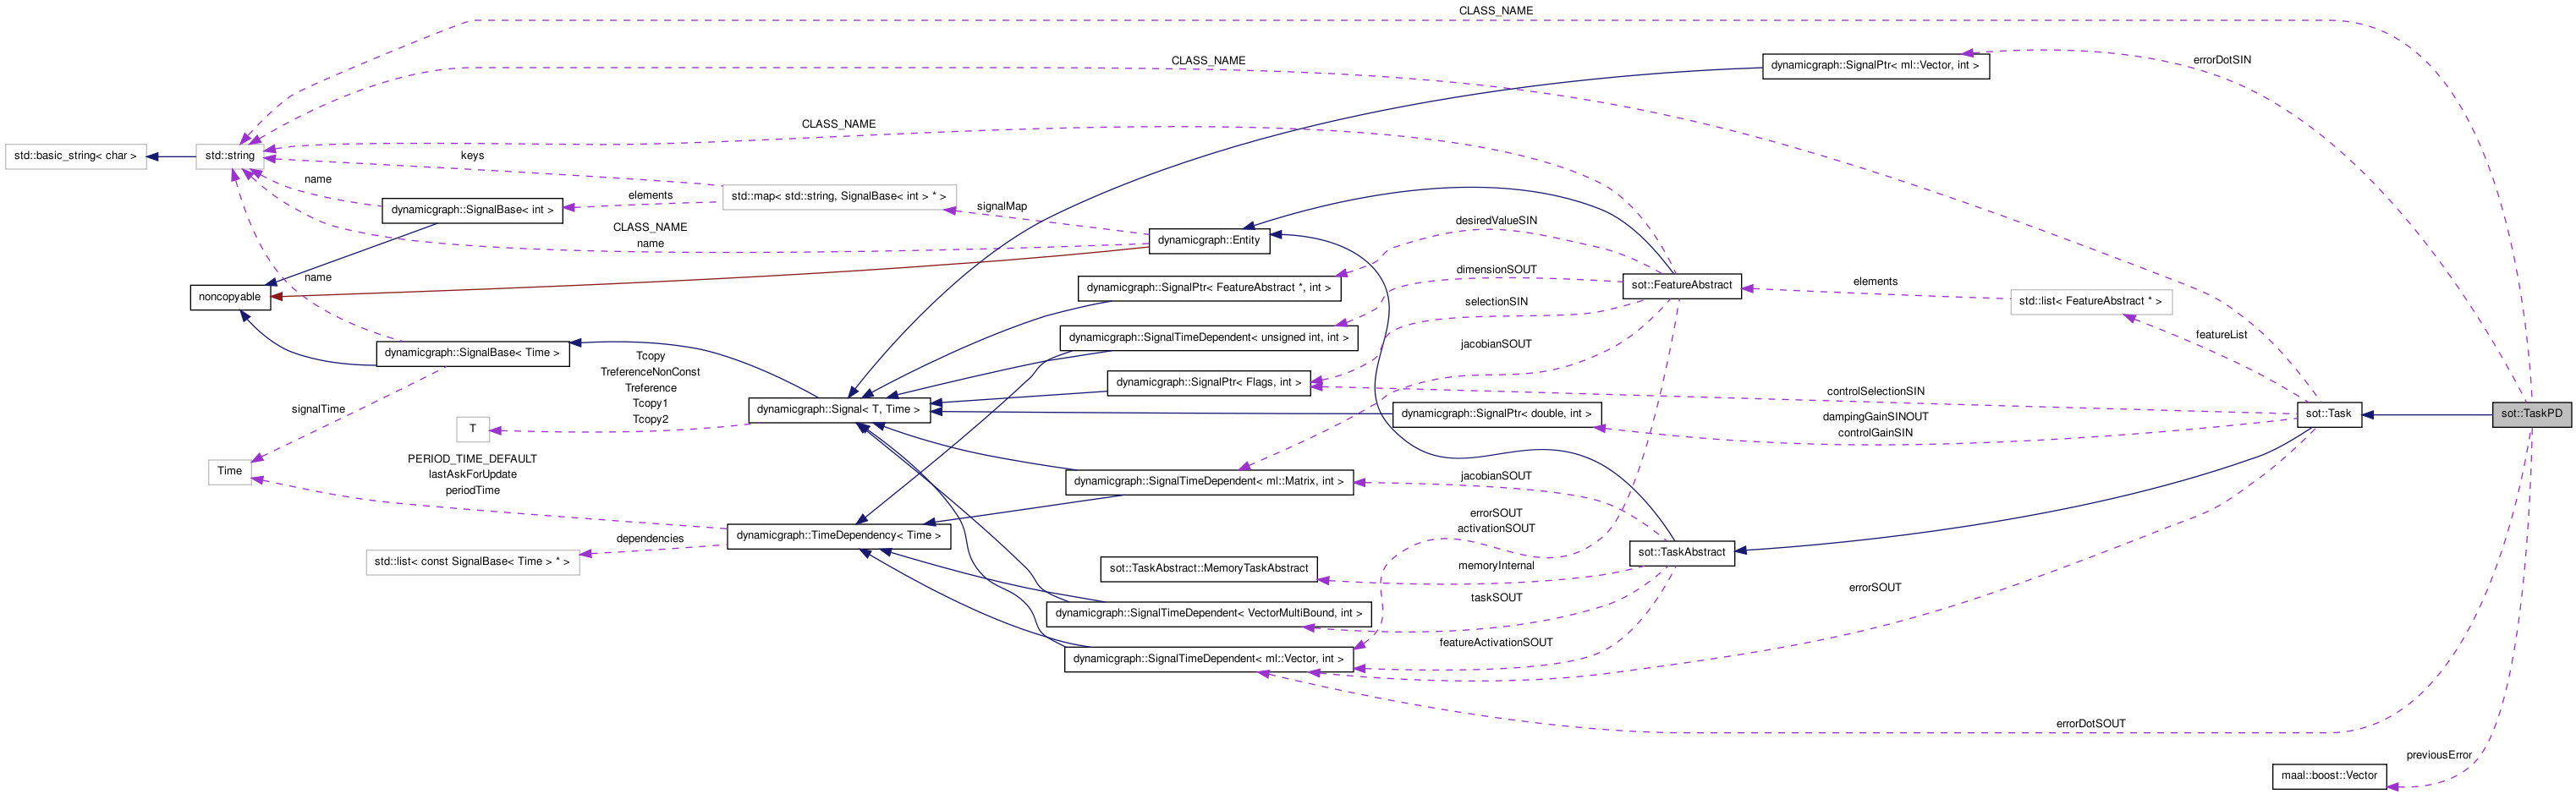 CLASS_NAME
errorDotSIN
CLASS_NAME
dynamicgraph::SignalPtr< ml::Vector, int >
CLASS_NAME
std::basic_string< char >
std::string
keys
name
elements
std::map< std::string, SignalBase< int > * >
signalMap
dynamicgraph::SignalBase< int >
CLASS_NAME
name
dynamicgraph::Entity
desiredValueSIN
dimensionSOUT
selectionSIN
jacobianSOUT
sot::FeatureAbstract
elements
std::list< FeatureAbstract * >
featureList
name
noncopyable
dynamicgraph::SignalPtr< FeatureAbstract *, int >
dynamicgraph::SignalTimeDependent< unsigned int, int >
dynamicgraph::SignalBase< Time >
Tcopy
TreferenceNonConst
Treference
Tcopy1
Tcopy2
dynamicgraph::SignalPtr< Flags, int >
controlSelectionSIN
dynamicgraph::Signal< T, Time >
dynamicgraph::SignalPtr< double, int >
dampingGainSINOUT
controlGainSIN
sot::Task
sot::TaskPD
signalTime
T
Time
PERIOD_TIME_DEFAULT
lastAskForUpdate
periodTime
dynamicgraph::SignalTimeDependent< ml::Matrix, int >
jacobianSOUT
errorSOUT
activationSOUT
dynamicgraph::TimeDependency< Time >
dependencies
std::list< const SignalBase< Time > * >
sot::TaskAbstract
sot::TaskAbstract::MemoryTaskAbstract
memoryInternal
taskSOUT
errorSOUT
dynamicgraph::SignalTimeDependent< VectorMultiBound, int >
featureActivationSOUT
dynamicgraph::SignalTimeDependent< ml::Vector, int >
errorDotSOUT
previousError
maal::boost::Vector